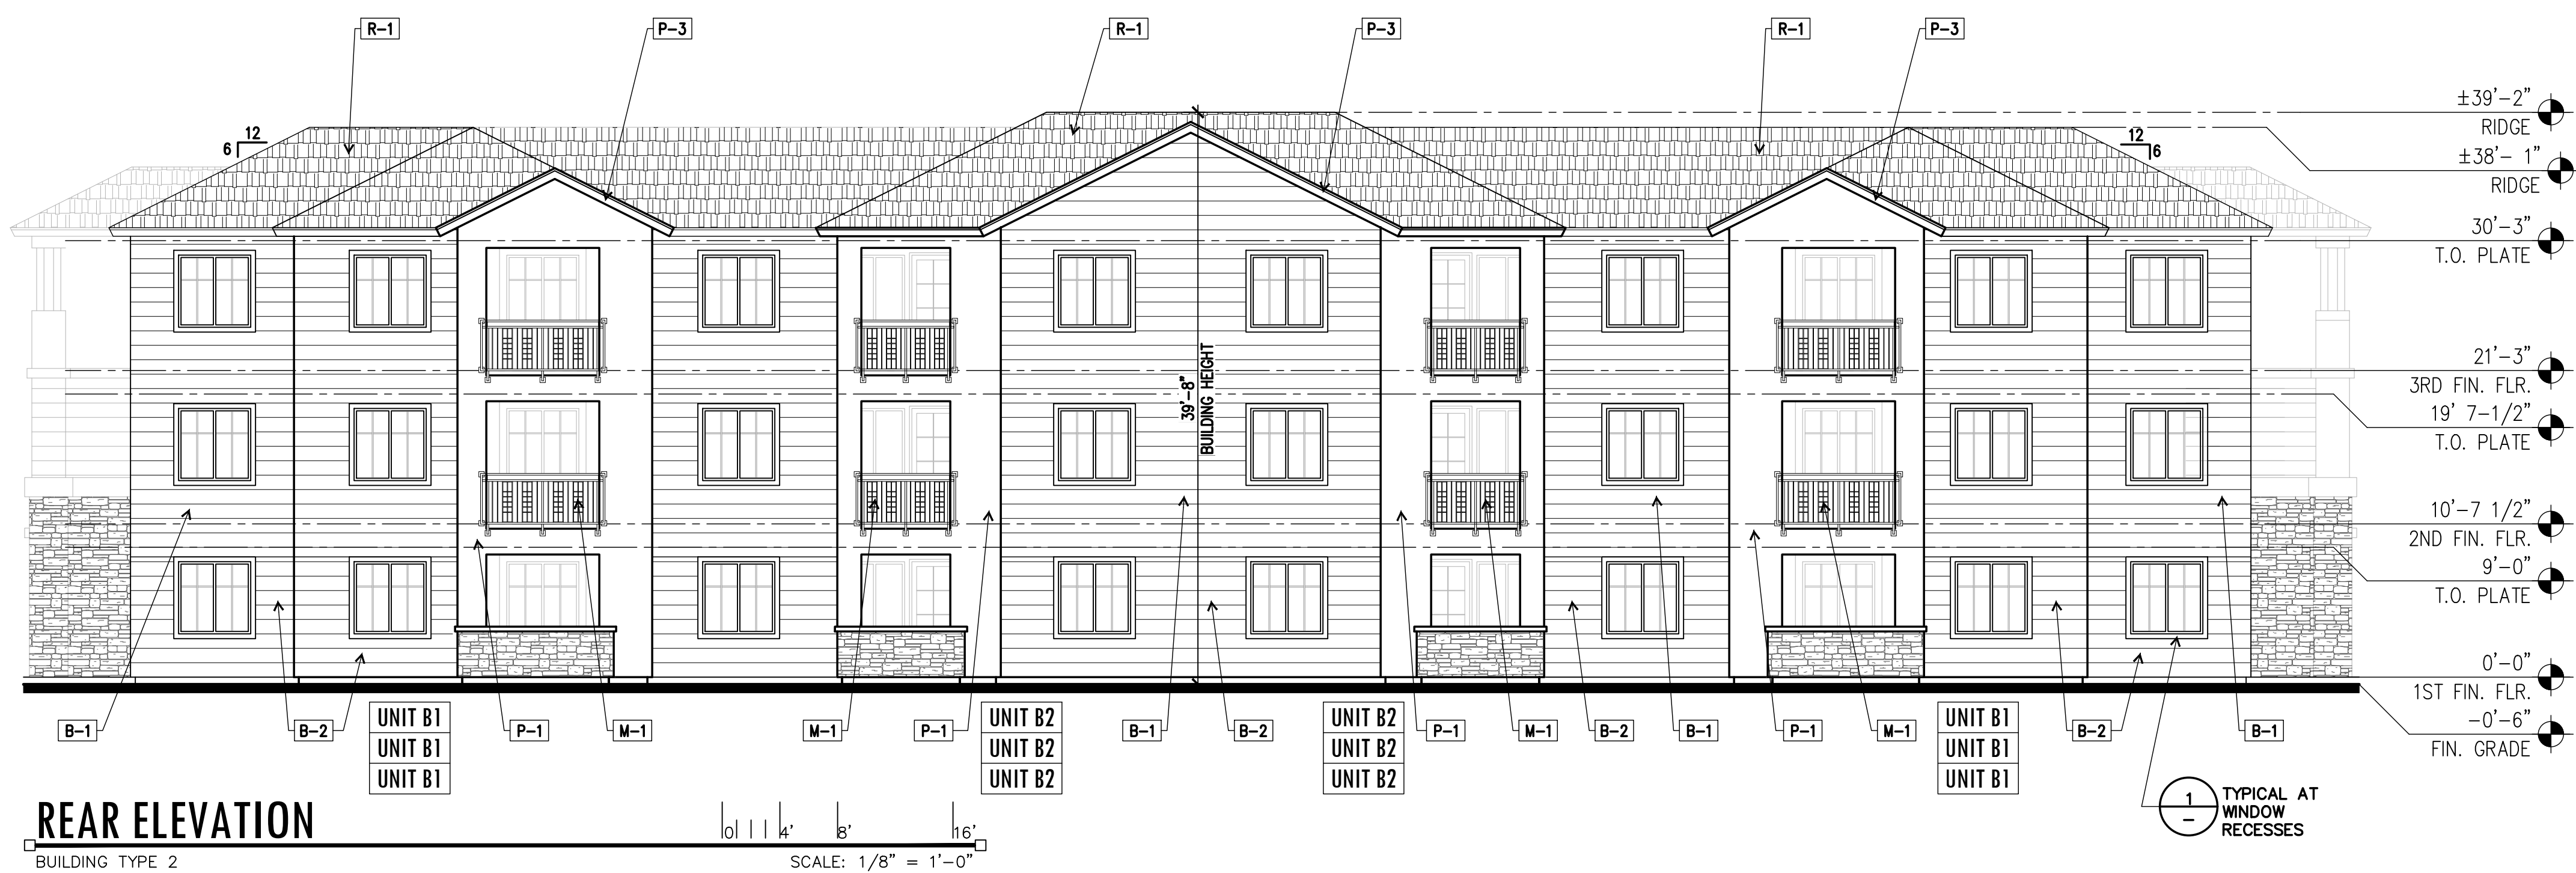 R-1
P-3
R-1
P-3
R-1
P-3
12
6
12
6
±39'-2"
RIDGE
±38'- 1"
RIDGE
30'-3"
T.O. PLATE
21'-3"
3RD FIN. FLR.
19' 7-1/2"
T.O. PLATE
10'-7 1/2"
2ND FIN. FLR.
9'-0"
T.O. PLATE
0'-0"
1ST FIN. FLR.
-0'-6"
FIN. GRADE
39'-8"
BUILDING HEIGHT
B-1
B-2
UNIT B1
UNIT B1
UNIT B1
P-1
M-1
M-1
P-1
UNIT B2
UNIT B2
UNIT B2
B-1
B-2
UNIT B2
UNIT B2
UNIT B2
P-1
M-1
B-2
B-1
P-1
M-1
UNIT B1
UNIT B1
UNIT B1
B-2
B-1
1
-
TYPICAL AT
WINDOW
RECESSES
REAR ELEVATION
0 4' 8' 16'
BUILDING TYPE 2
SCALE: 1/8" = 1'-0"